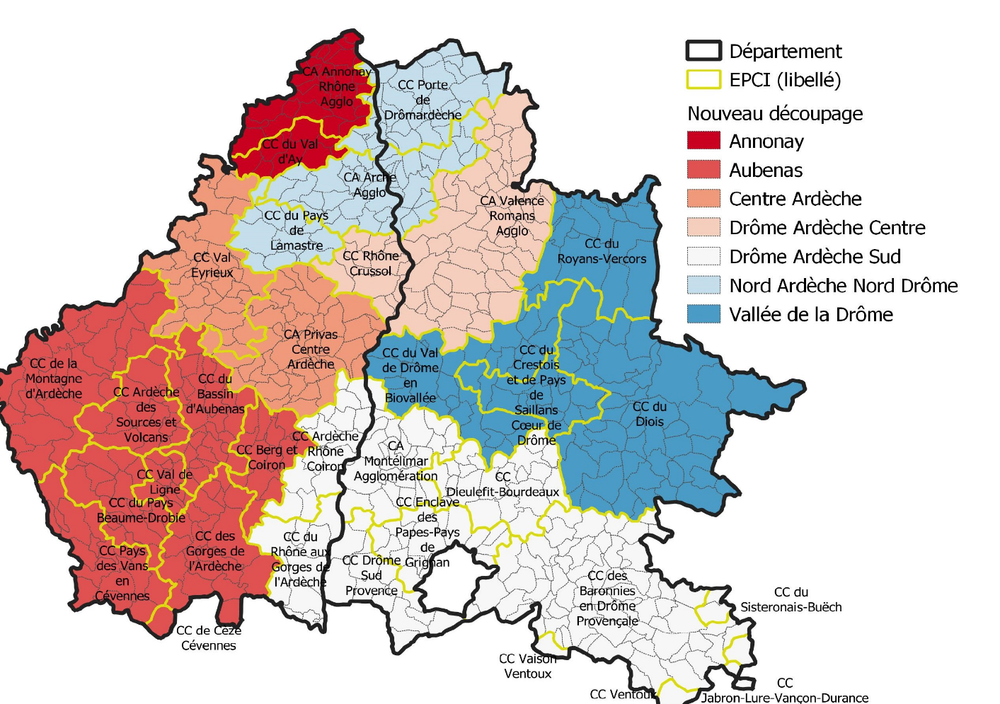 Département
EPCI (libellé)
Nouveau découpage
Annonay
Aubenas
Centre Ardèche
Drôme Ardèche Centre
Drôme Ardèche Sud
Nord Ardèche Nord Drôme
Vallée de la Drôme
CA Annonay
Rhône
Agglo
CC Porte
de
Drômardèche
CC du Val
d'Ay
CA Arche
Agglo
CA Valence
Romans
Agglo
CC du Pays
de
Lamastre
CC du
Royans-Vercors
CC Val
Eyrieux
CC Rhône
Crussol
CA Privas
Centre
Ardèche
CC du Val
de Drôme
en
Biovallée
CC du
Crestois
et de Pays
de
Saillans
Cœur de
Drôme
CC de la
Montagne
d'Ardèche
CC Ardèche
des
Sources et
Volcans
CC du
Bassin
d'Aubenas
CC du
Diois
CC Ardèche
Rhône
Coiron
CC Berg et
Coiron
CA
Montélimar
Agglomération
CC
Dieulefit-Bourdeaux
CC Val de
Ligne
CC du Pays
Beaume-Drobie
CC Enclave
des
Papes-Pays
de
Grignan
CC des
Gorges de
l'Ardèche
CC du
Rhône aux
Gorges de
l'Ardèche
CC Pays
des Vans
en
Cévennes
CC Drôme
Sud
Provence
CC des
Baronnies
en Drôme
Provençale
CC du
Sisteronais-Buëch
CC de Cèze
Cévennes
CC Vaison
Ventoux
CC Ventoux
CC
Jabron-Lure-Vançon-Durance